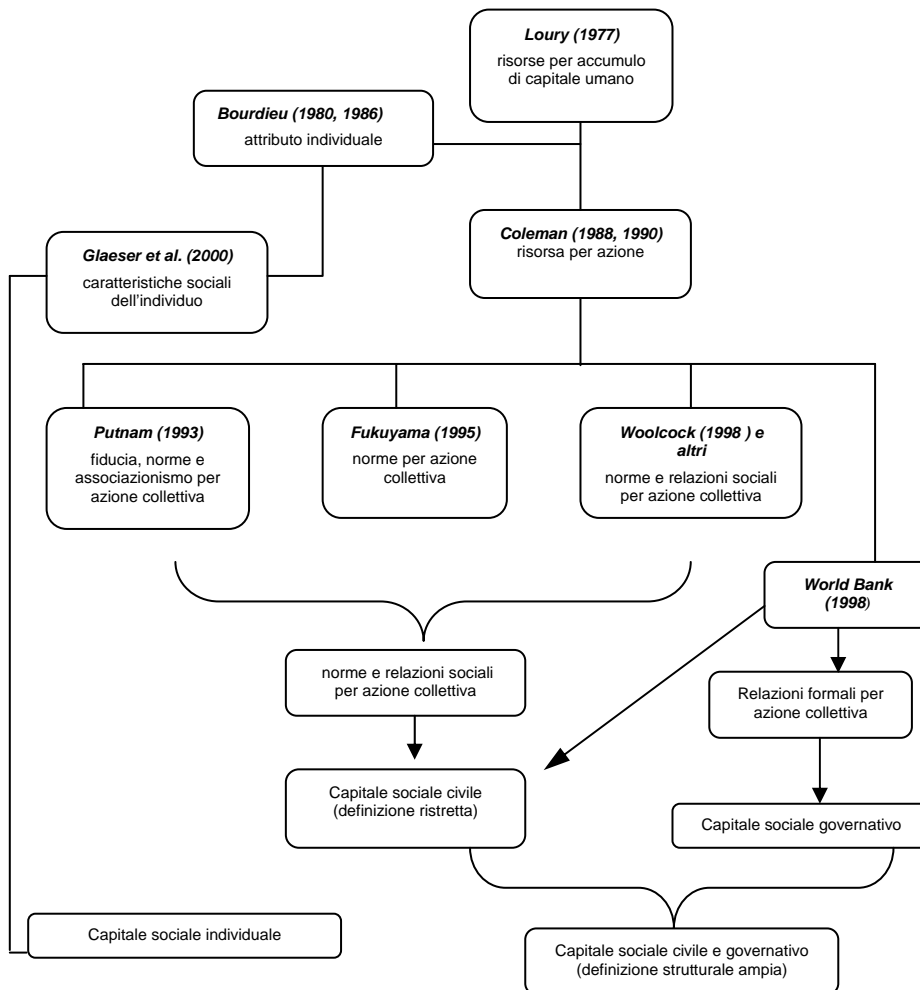 Loury (1977)
risorse per accumulo
di capitale umano
Bourdieu (1980, 1986)
attributo individuale
Coleman (1988, 1990)
risorsa per azione
Glaeser et al. (2000)
caratteristiche sociali
dell'individuo
Putnam (1993)
fiducia, norme e
associazionismo per
azione collettiva
Fukuyama (1995)
norme per azione
collettiva
Woolcock (1998 ) e
altri
norme e relazioni sociali
per azione collettiva
World Bank
(1998)
norme e relazioni sociali
per azione collettiva
Relazioni formali per
azione collettiva
Capitale sociale civile
(definizione ristretta)
Capitale sociale governativo
Capitale sociale individuale
Capitale sociale civile e governativo
(definizione strutturale ampia)